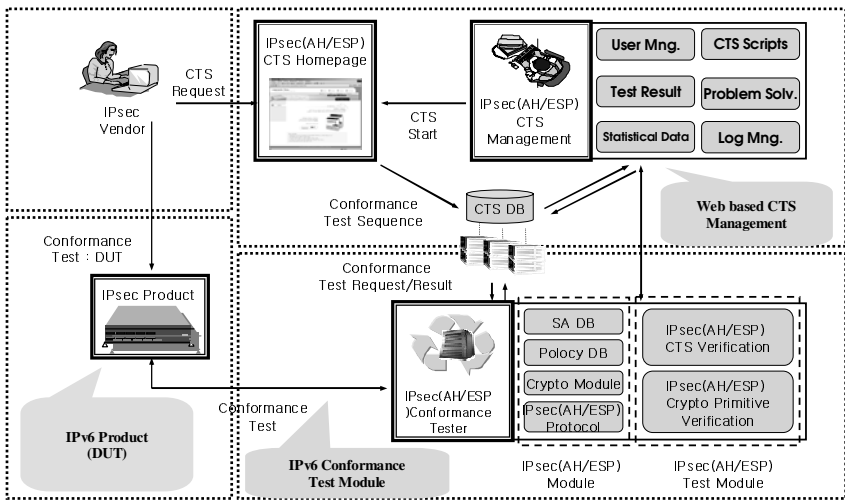 IPsec
Vendor
CTS
Request
IPsec(AH/ESP)
CTS Homepage
CTS
Start
IPsec(AH/ESP)
CTS
Management
User Mng.
CTS Scripts
Test Result
Problem Solv.
Statistical Data
Log Mng.
Conformance
Test Sequence
CTS DB
Web based CTS
Management
Conformance
Test : DUT
IPsec Product
Conformance
Test Request/Result
IPsec(AH/ESP
)Conformance
Tester
SA DB
Polocy DB
Crypto Module
IPsec(AH/ESP)
Protocol
IPsec(AH/ESP)
CTS Verification
IPsec(AH/ESP)
Crypto Primitive
Verification
Conformance
Test
IPv6 Product
(DUT)
IPv6 Conformance
Test Module
IPsec(AH/ESP)
Module
IPsec(AH/ESP)
Test Module